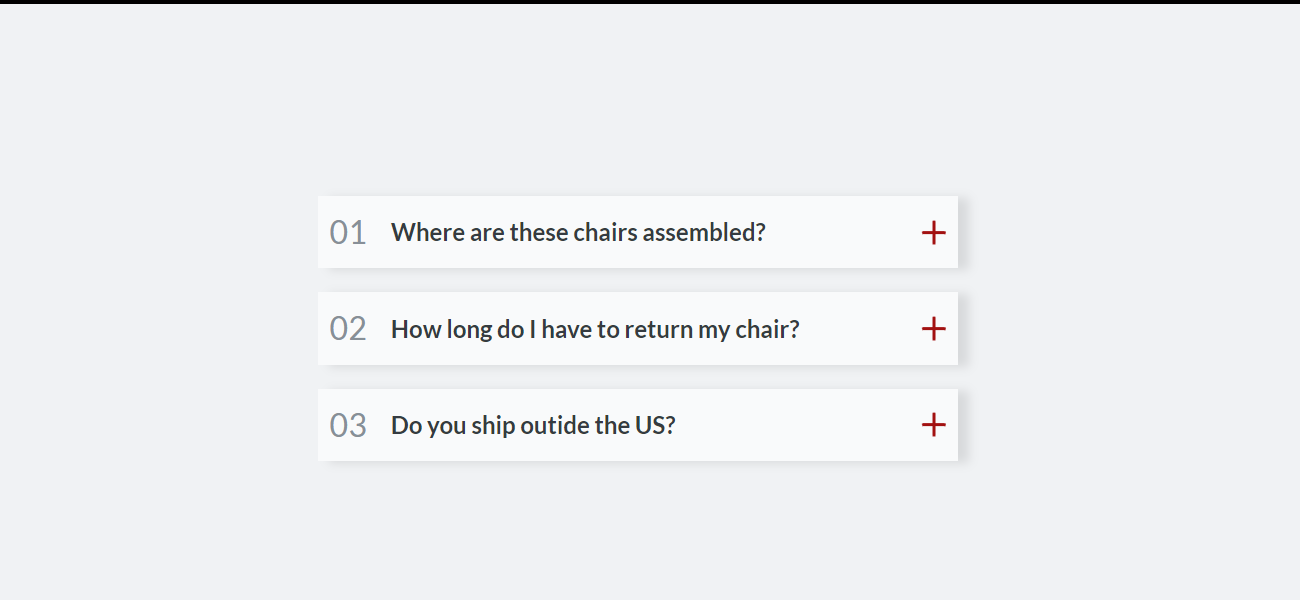 01 Where are these chairs assembled?
02 How long do I have to return my chair?
03 Do you ship outide the US?